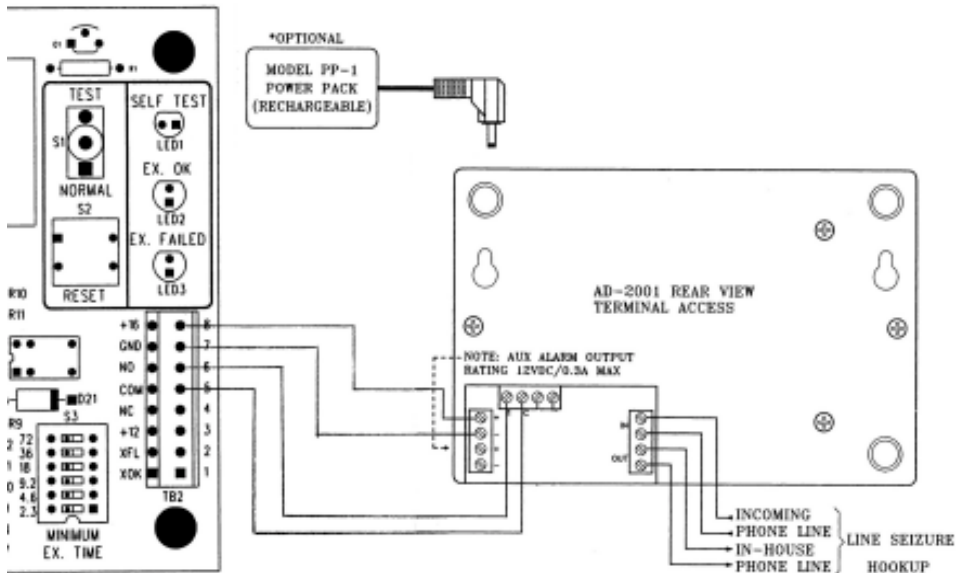 C1
R1
TEST
S1
NORMAL
S2
RESET
SELF TEST
LED1
EX. OK
LED2
EX. FAILED
LED3
R10
R11
D21
S3
R9
72
36
18
9.2
4.6
2.3
MINIMUM
EX. TIME
+16 8
GND 7
NO 6
COM 5
NC 4
+12 3
XFL 2
XOK 1
TB2
*OPTIONAL
MODEL PP-1
POWER PACK
(RECHARGEABLE)
AD-2001 REAR VIEW
TERMINAL ACCESS
NOTE: AUX ALARM OUTPUT
RATING 12VDC/0.3A MAX
IN
OUT
INCOMING
PHONE LINE
IN-HOUSE
PHONE LINE
LINE SEIZURE
HOOKUP